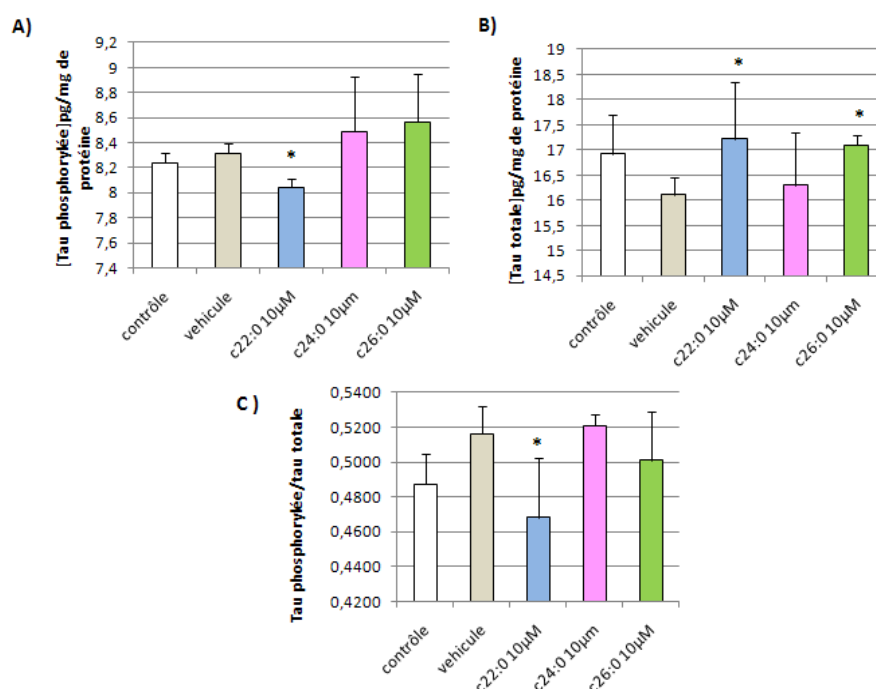 A)
[Tau phosphorylée]pg/mg de
protéine
9,2
9
8,8
8,6
8,4
8,2
8
7,8
7,6
7,4
*
contrôle
vehicule
c22:0 10µM
c24:0 10µm
c26:0 10µM
B)
[Tau totale]pg/mg de protéine
19
18,5
18
17,5
17
16,5
16
15,5
15
14,5
*
*
contrôle
vehicule
c22:0 10µM
c24:0 10µm
c26:0 10µM
C )
Tau phosphorylée/tau totale
0,5400
0,5200
0,5000
0,4800
0,4600
0,4400
0,4200
*
contrôle
vehicule
c22:0 10µM
c24:0 10µm
c26:0 10µM